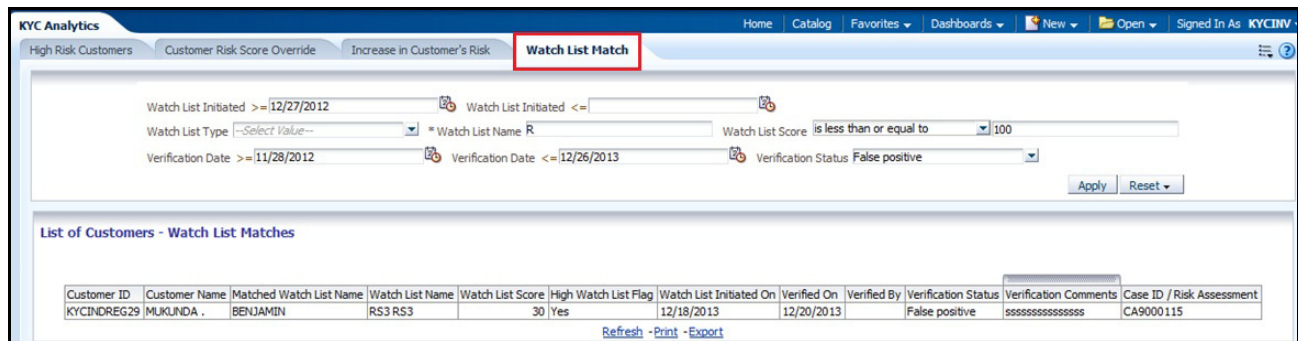 KYC Analytics Home Catalog Favorites Dashboards New Open Signed In As KYCINV
High Risk Customers Customer Risk Score Override Increase in Customer's Risk Watch List Match
Watch List Initiated >= 12/27/2012 Watch List Initiated <=
Watch List Type --Select Value-- * Watch List Name R Watch List Score is less than or equal to 100
Verification Date >= 11/28/2012 Verification Date <= 12/26/2013 Verification Status False positive
Apply Reset
List of Customers - Watch List Matches
Customer ID Customer Name Matched Watch List Name Watch List Name Watch List Score High Watch List Flag Watch List Initiated On Verified On Verified By Verification Status Verification Comments Case ID / Risk Assessment
KYCINDREG29 MUKUNDA . BENJAMIN RS3 RS3 30 Yes 12/18/2013 12/20/2013 False positive sssssssssssssss CA9000115
Refresh - Print - Export